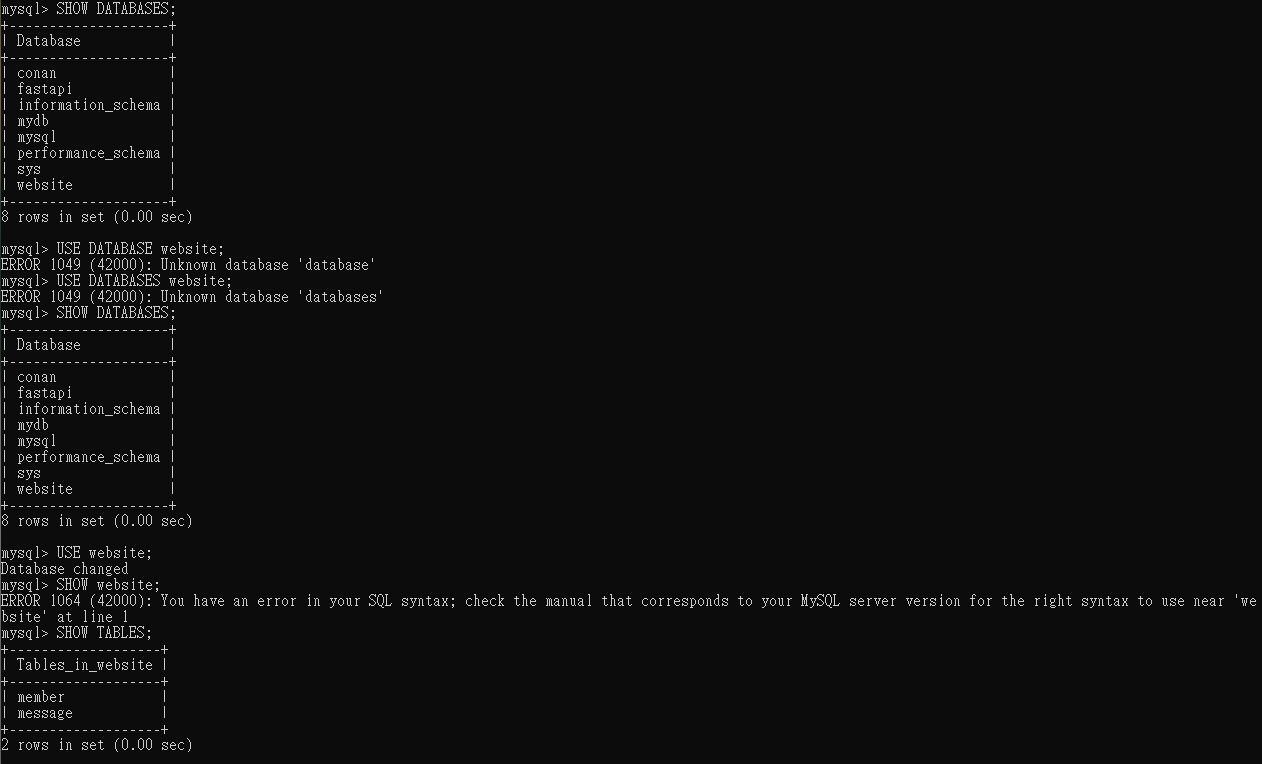 mysql> SHOW DATABASES;
+--------------------+
| Database           |
+--------------------+
| conan              |
| fastapi            |
| information_schema |
| mydb               |
| mysql              |
| performance_schema |
| sys                |
| website            |
+--------------------+
8 rows in set (0.00 sec)

mysql> USE DATABASE website;
ERROR 1049 (42000): Unknown database 'database'
mysql> USE DATABASES website;
ERROR 1049 (42000): Unknown database 'databases'
mysql> SHOW DATABASES;
+--------------------+
| Database           |
+--------------------+
| conan              |
| fastapi            |
| information_schema |
| mydb               |
| mysql              |
| performance_schema |
| sys                |
| website            |
+--------------------+
8 rows in set (0.00 sec)

mysql> USE website;
Database changed
mysql> SHOW website;
ERROR 1064 (42000): You have an error in your SQL syntax; check the manual that corresponds to your MySQL server version for the right syntax to use near 'we
bsite' at line 1
mysql> SHOW TABLES;
+-------------------+
| Tables_in_website |
+-------------------+
| member            |
| message           |
+-------------------+
2 rows in set (0.00 sec)